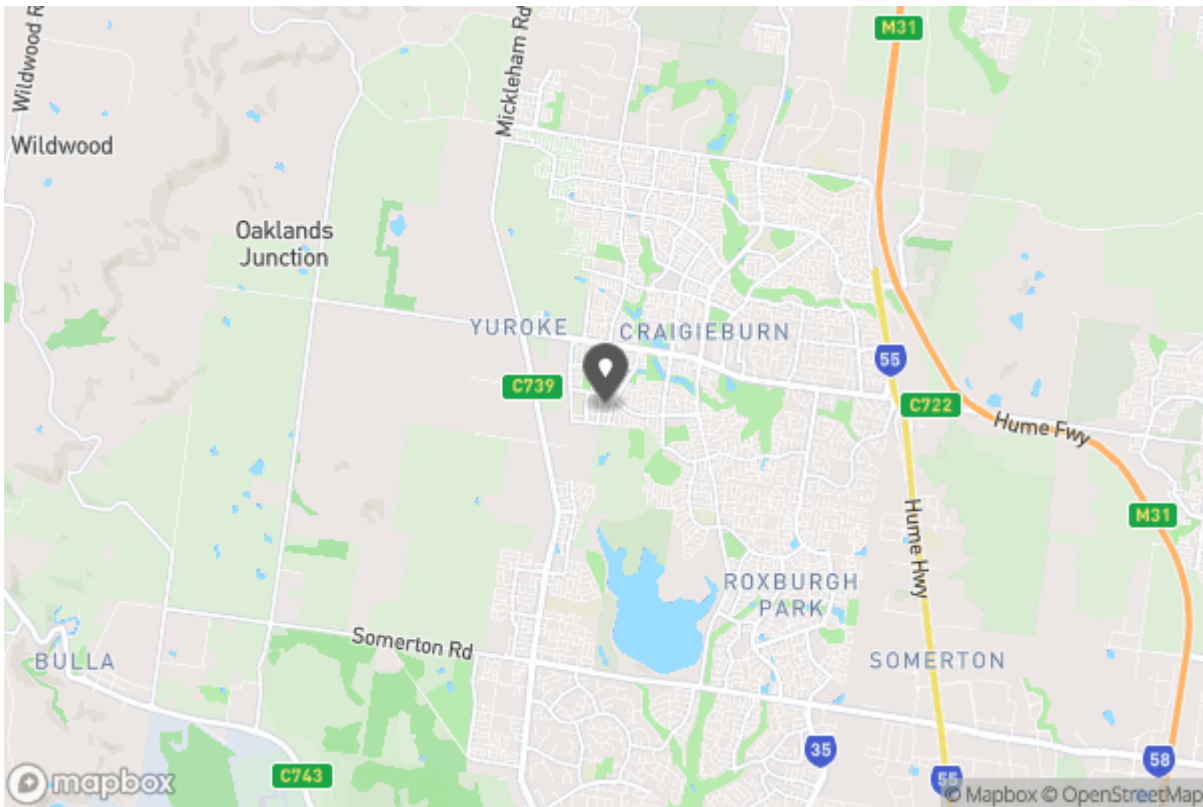 Wildwood R
Mickleham Rd
M31
Wildwood
Oaklands
Junction
YUROKE
CRAIGIEBURN
55
C739
C722
Hume Fwy
M31
Hume Hwy
ROXBURGH
PARK
Somerton Rd
BULLA
SOMERTON
35
58
C743
55
mapbox
© Mapbox © OpenStreetMap